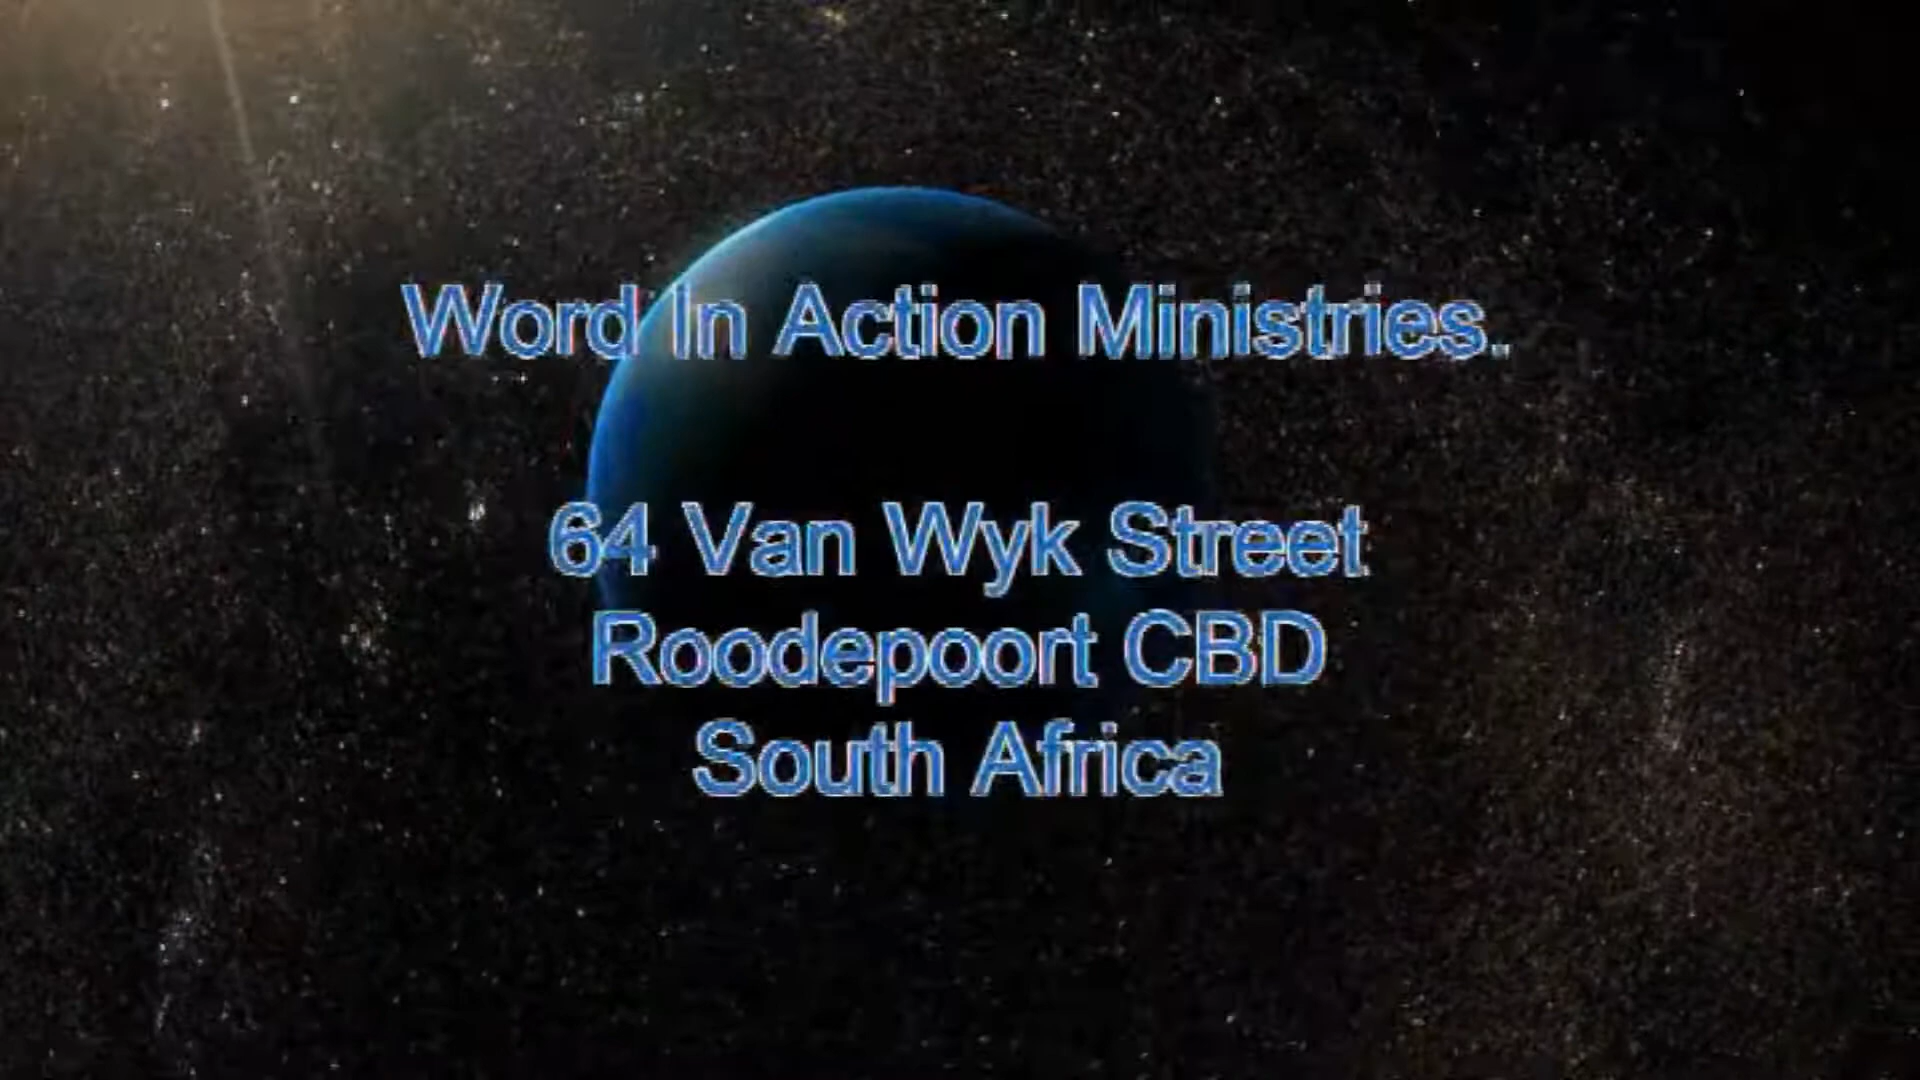 Word In Action Ministries.
64 Van Wyk Street
Roodepoort CBD
South Africa